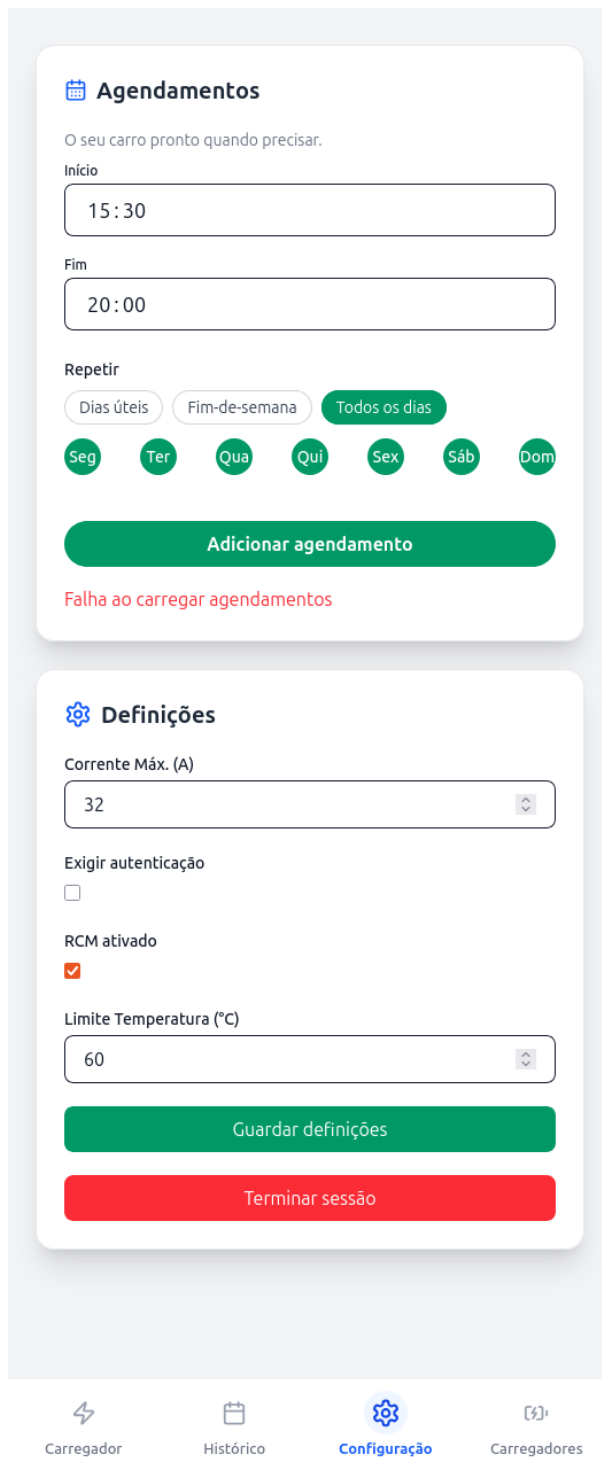 Agendamentos
O seu carro pronto quando precisar.
Início
15:30
Fim
20:00
Repetir
Dias úteis Fim-de-semana Todos os dias
Seg Ter Qua Qui Sex Sáb Dom
Adicionar agendamento
Falha ao carregar agendamentos
Definições
Corrente Máx. (A)
32
Exigir autenticação
RCM ativado
Limite Temperatura (°C)
60
Guardar definições
Terminar sessão
Carregador Histórico Configuração Carregadores